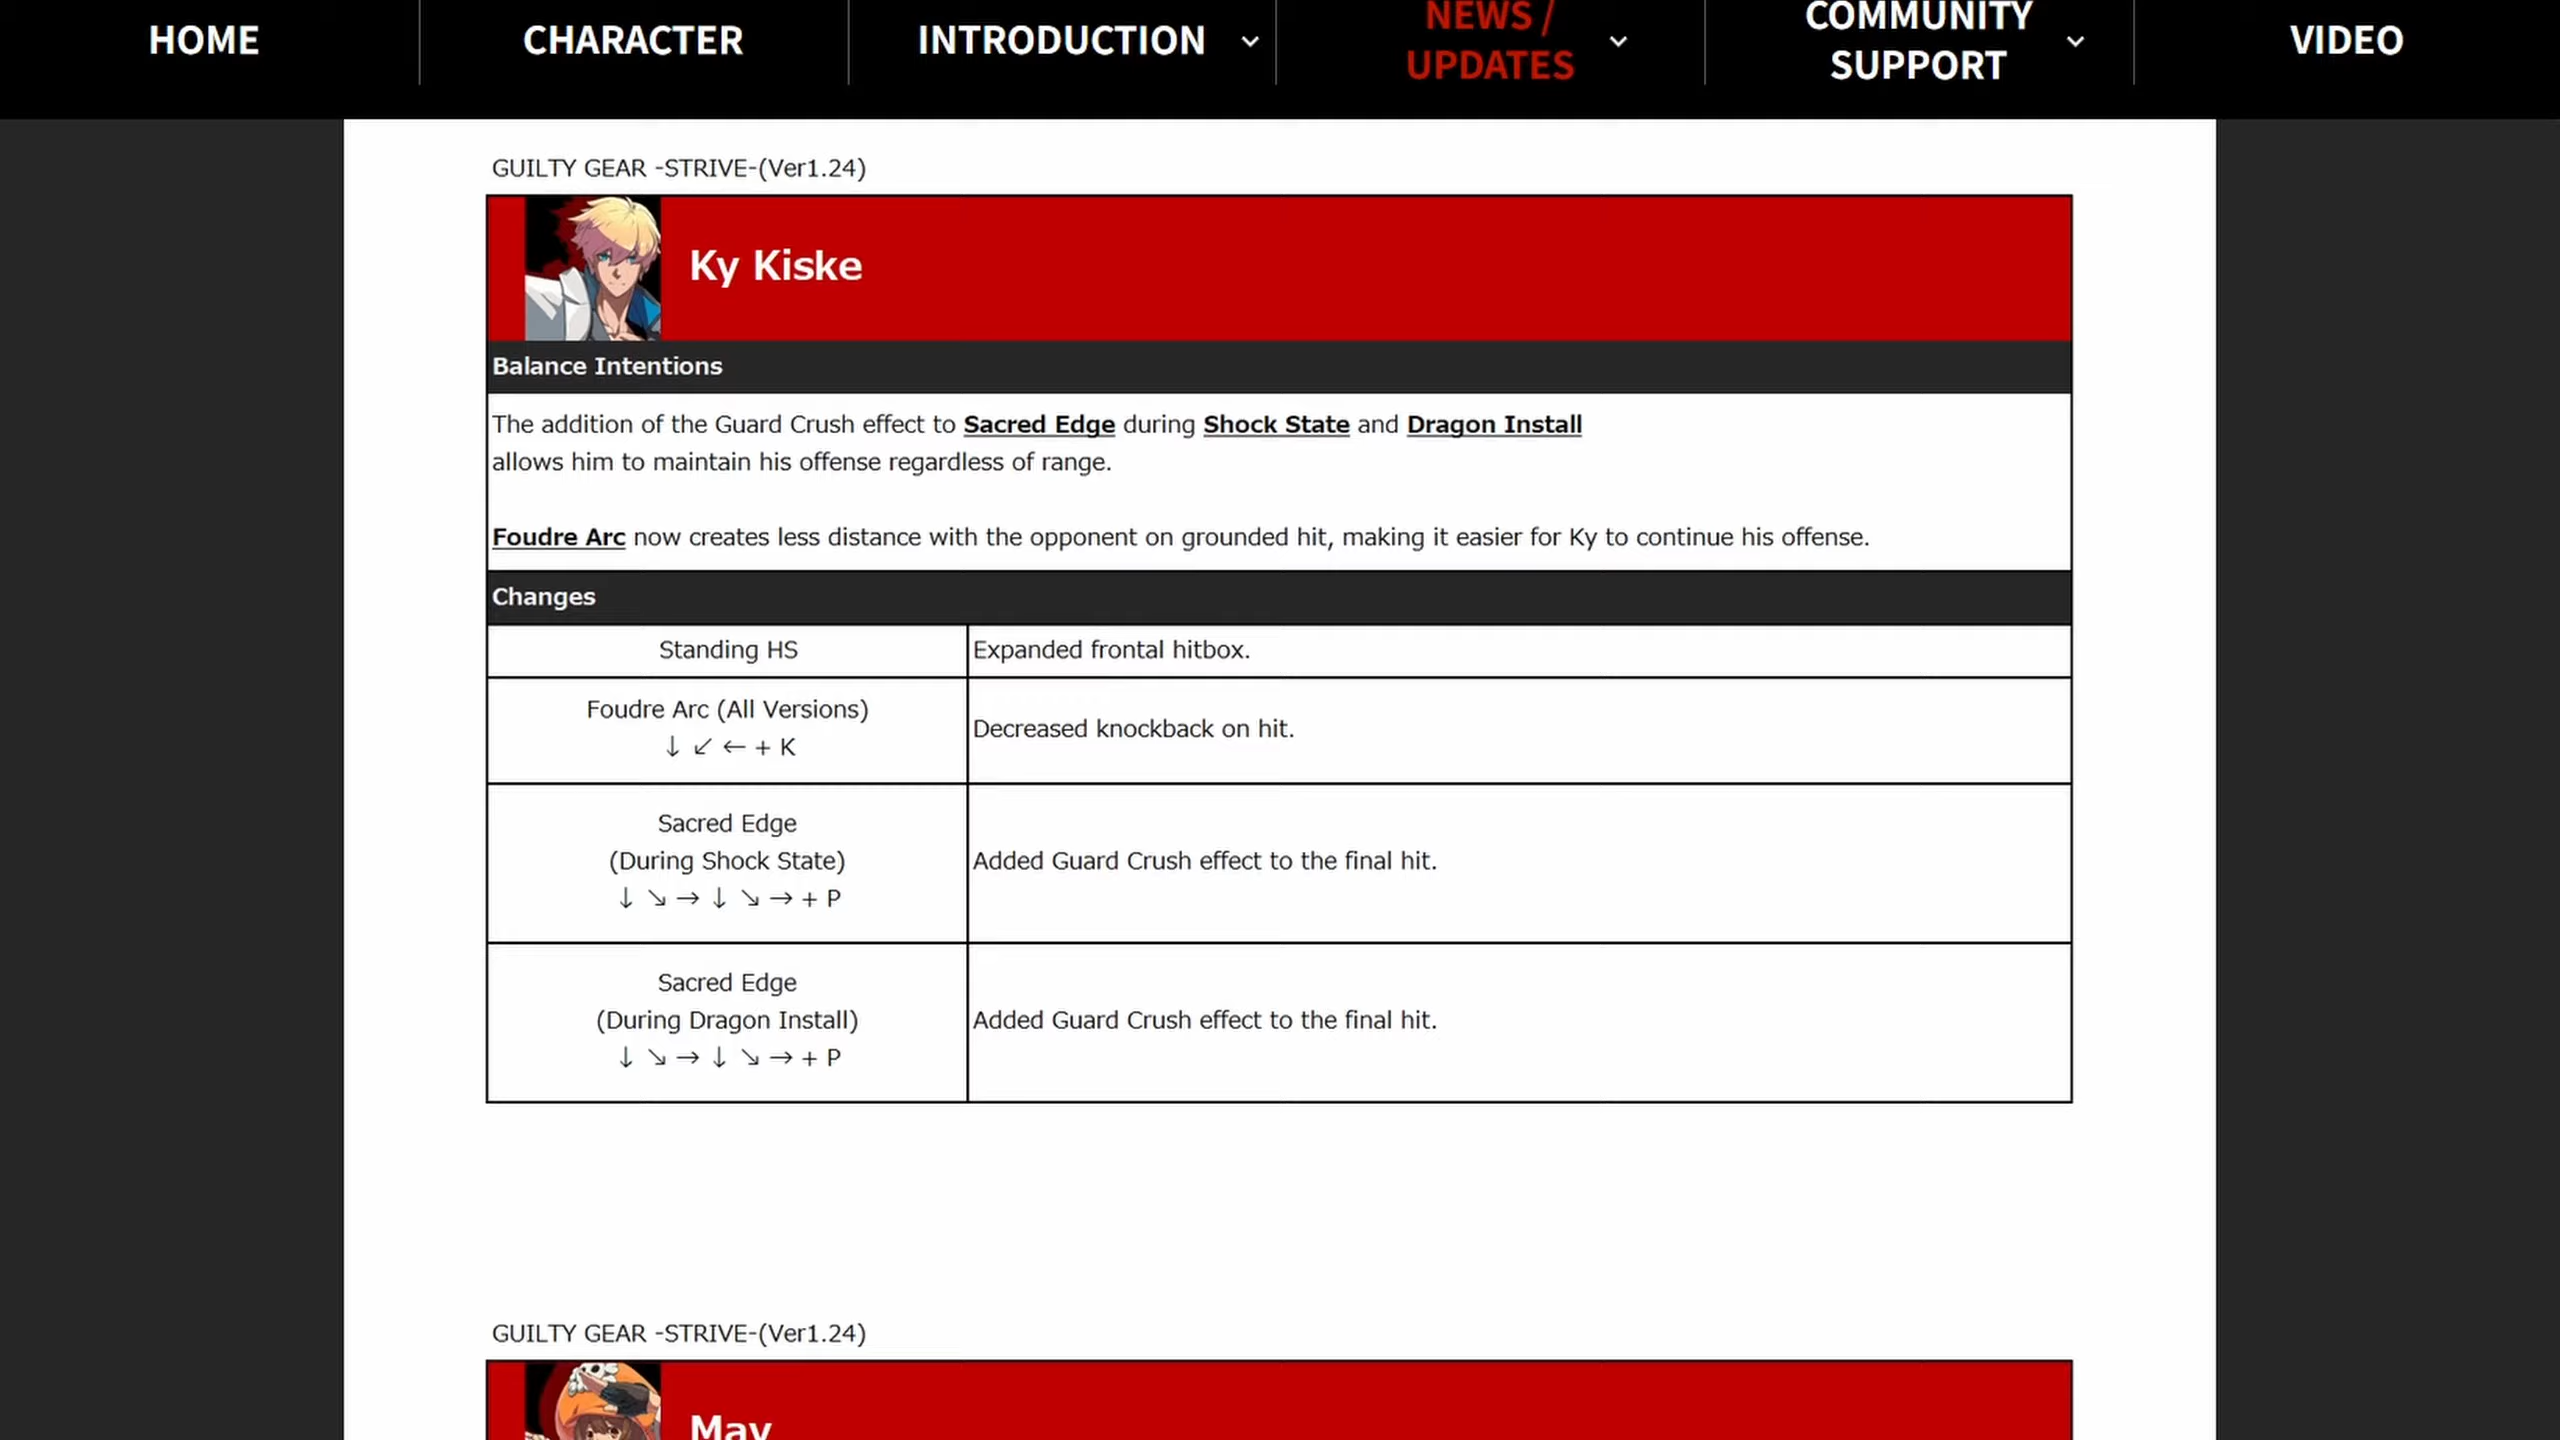 HOME
CHARACTER
INTRODUCTION
NEWS /
UPDATES
COMMUNITY
SUPPORT
VIDEO
GUILTY GEAR -STRIVE-(Ver1.24)
Ky Kiske
Balance Intentions
The addition of the Guard Crush effect to Sacred Edge during Shock State and Dragon Install
allows him to maintain his offense regardless of range.
Foudre Arc now creates less distance with the opponent on grounded hit, making it easier for Ky to continue his offense.
Changes
Standing HS
Expanded frontal hitbox.
Foudre Arc (All Versions)
↓ ↙ ← + K
Decreased knockback on hit.
Sacred Edge
(During Shock State)
↓ ↘ → ↓ ↘ → + P
Added Guard Crush effect to the final hit.
Sacred Edge
(During Dragon Install)
↓ ↘ → ↓ ↘ → + P
Added Guard Crush effect to the final hit.
GUILTY GEAR -STRIVE-(Ver1.24)
May